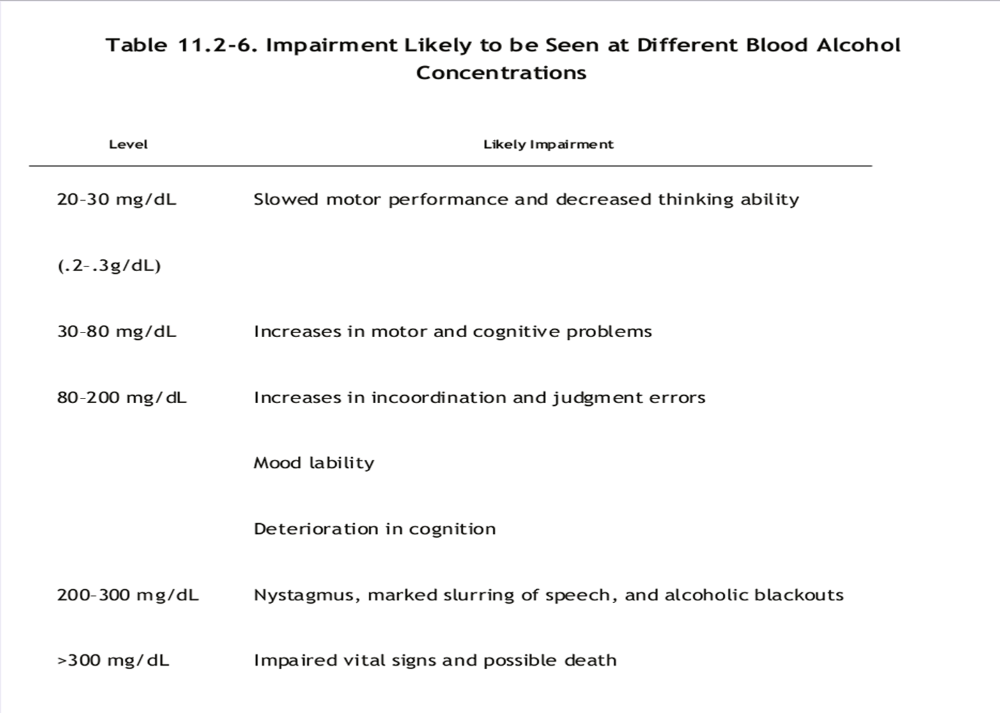 Table 11.2-6. Impairment Likely to be Seen at Different Blood Alcohol
Concentrations
Level Likely Impairment
20-30 mg/dL Slowed motor performance and decreased thinking ability
(.2-.3g/dL)
30-80 mg/dL Increases in motor and cognitive problems
80-200 mg/dL Increases in incoordination and judgment errors
Mood lability
Deterioration in cognition
200-300 mg/dL Nystagmus, marked slurring of speech, and alcoholic blackouts
>300 mg/dL Impaired vital signs and possible death